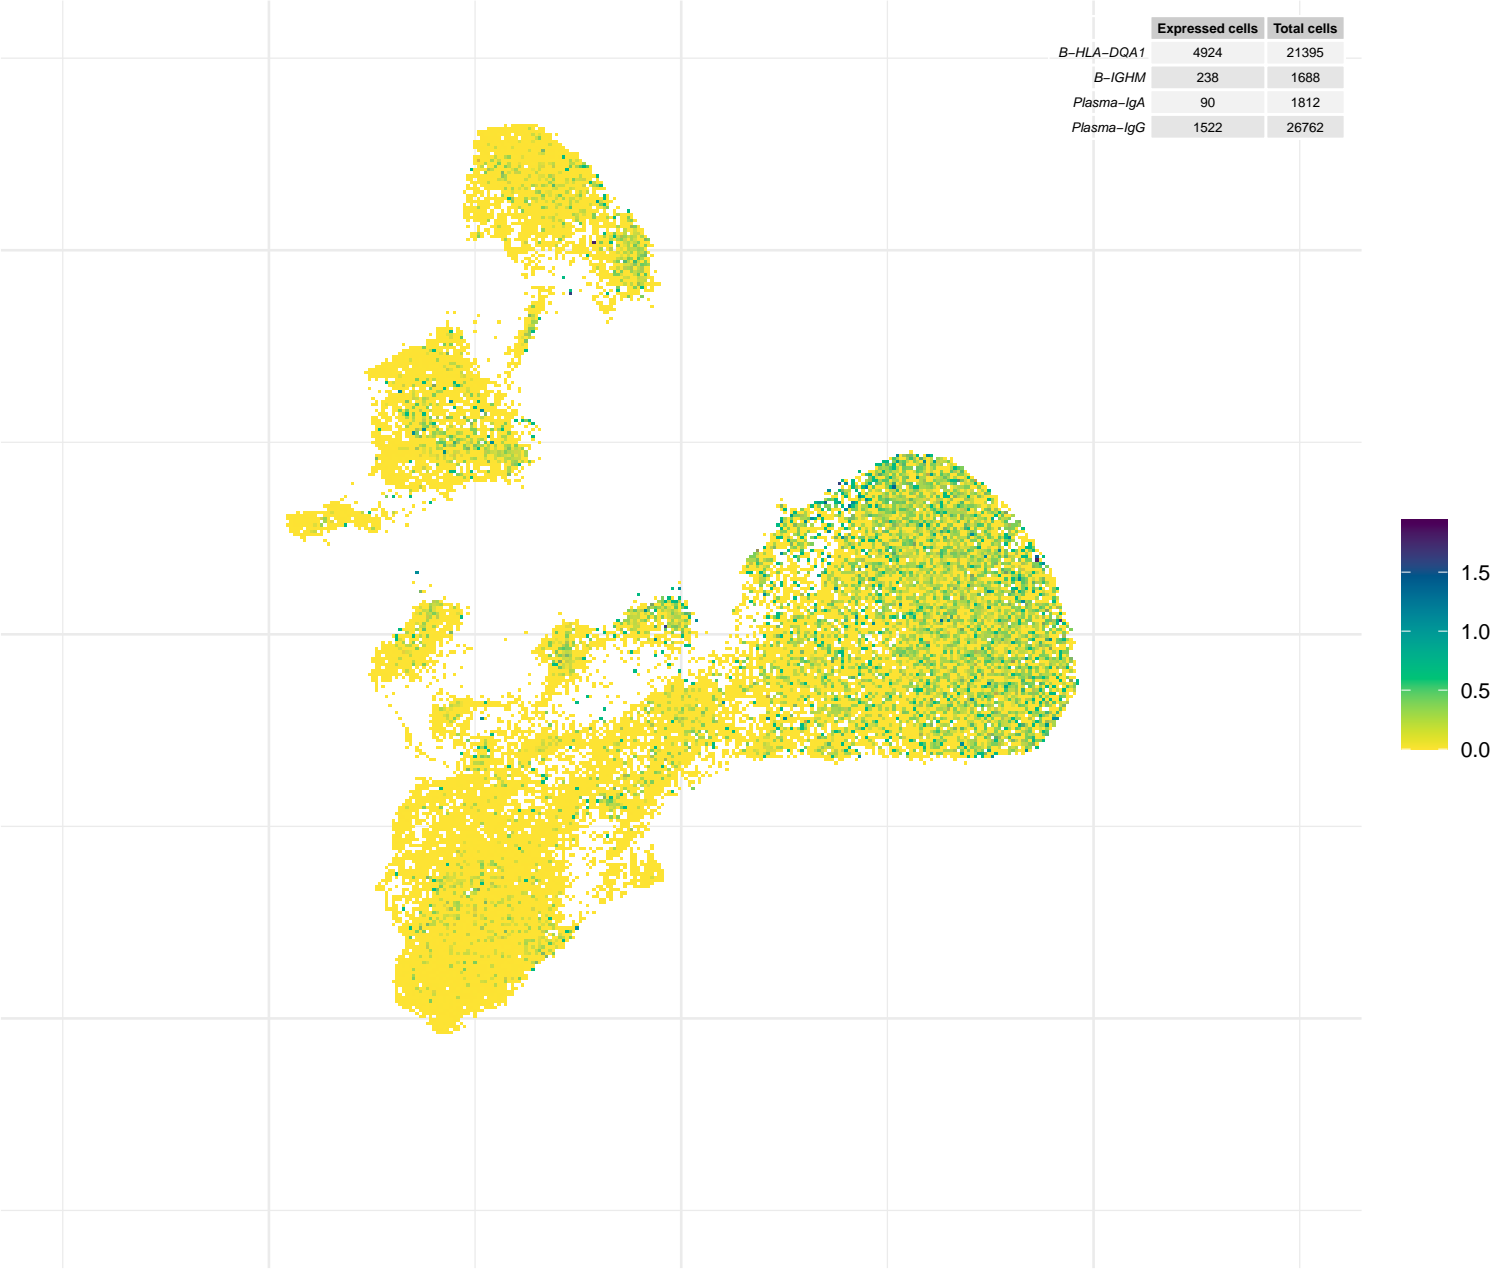 Expressed cells Total cells
B−HLA−DQA1 4924 21395
B−IGHM 238 1688
Plasma−IgA 90 1812
Plasma−IgG 1522 26762
1.5
1.0
0.5
0.0